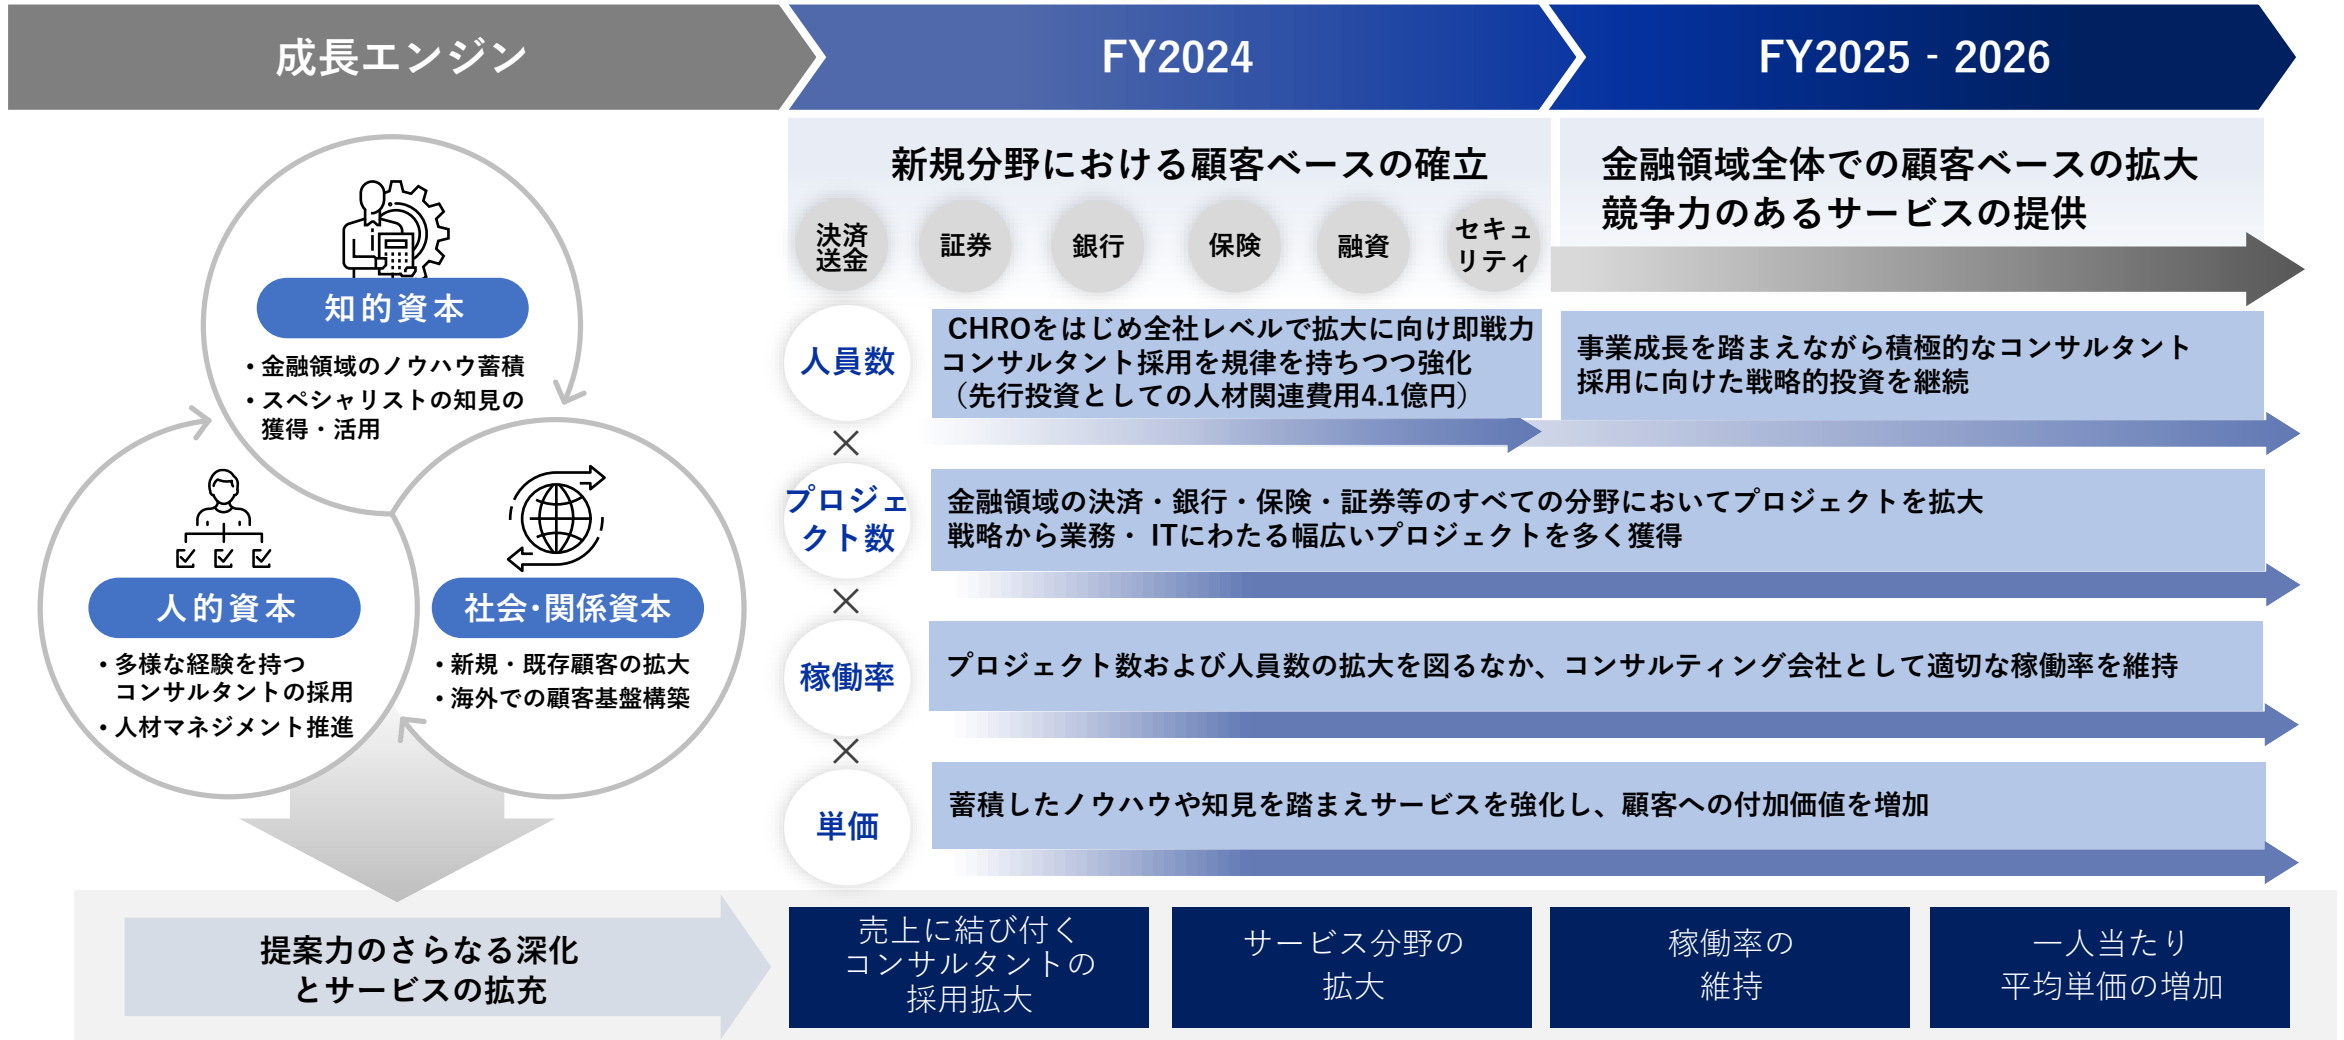 成長エンジン
FY2024
FY2025 - 2026
知的資本
・金融領域のノウハウ蓄積
・スペシャリストの知見の
獲得・活用
人的資本
・多様な経験を持つ
コンサルタントの採用
・人材マネジメント推進
社会・関係資本
・新規・既存顧客の拡大
・海外での顧客基盤構築
新規分野における顧客ベースの確立
決済
送金
証券
銀行
保険
融資
セキュ
リティ
金融領域全体での顧客ベースの拡大
競争力のあるサービスの提供
人員数
CHROをはじめ全社レベルで拡大に向け即戦力
コンサルタント採用を規律を持ちつつ強化
（先行投資としての人材関連費用4.1億円）
事業成長を踏まえながら積極的なコンサルタント
採用に向けた戦略的投資を継続
×
プロジェ
クト数
金融領域の決済・銀行・保険・証券等のすべての分野においてプロジェクトを拡大
戦略から業務・ ITにわたる幅広いプロジェクトを多く獲得
×
稼働率
プロジェクト数および人員数の拡大を図るなか、コンサルティング会社として適切な稼働率を維持
×
単価
蓄積したノウハウや知見を踏まえサービスを強化し、顧客への付加価値を増加
提案力のさらなる深化
とサービスの拡充
売上に結び付く
コンサルタントの
採用拡大
サービス分野の
拡大
稼働率の
維持
一人当たり
平均単価の増加